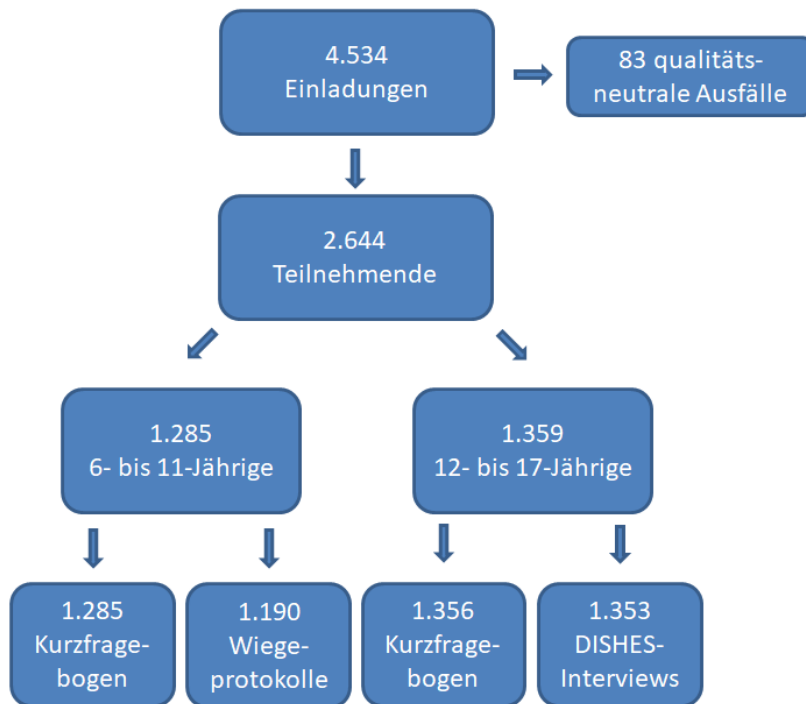 4.534
Einladungen
83 qualitäts-
neutrale Ausfälle
2.644
Teilnehmende
1.285
6- bis 11-Jährige
1.359
12- bis 17-Jährige
1.285
Kurzfrage-
bogen
1.190
Wiege-
protokolle
1.356
Kurzfrage-
bogen
1.353
DISHES-
Interviews